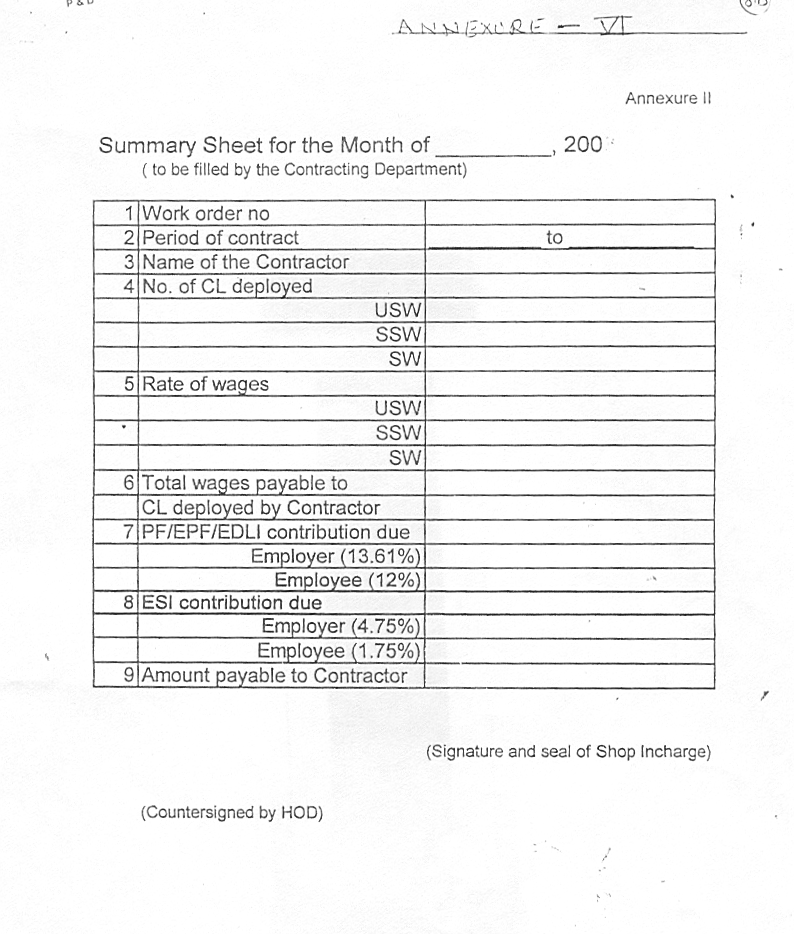 P & D
ANNEXURE - VI
Annexure II
Summary Sheet for the Month of __________, 200
( to be filled by the Contracting Department)
1 Work order no
2 Period of contract __________ to __________
3 Name of the Contractor
4 No. of CL deployed
USW
SSW
SW
5 Rate of wages
USW
SSW
SW
6 Total wages payable to
CL deployed by Contractor
7 PF/EPF/EDLI contribution due
Employer (13.61%)
Employee (12%)
8 ESI contribution due
Employer (4.75%)
Employee (1.75%)
9 Amount payable to Contractor
(Signature and seal of Shop Incharge)
(Countersigned by HOD)